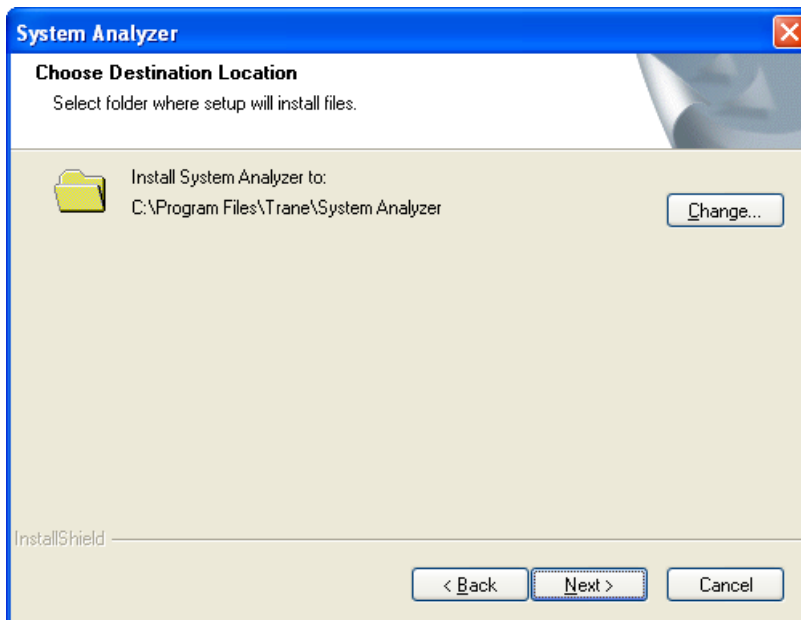 System Analyzer
Choose Destination Location
Select folder where setup will install files.
Install System Analyzer to:
C:\Program Files\Trane\System Analyzer
Change...
InstallShield
< Back
Next >
Cancel